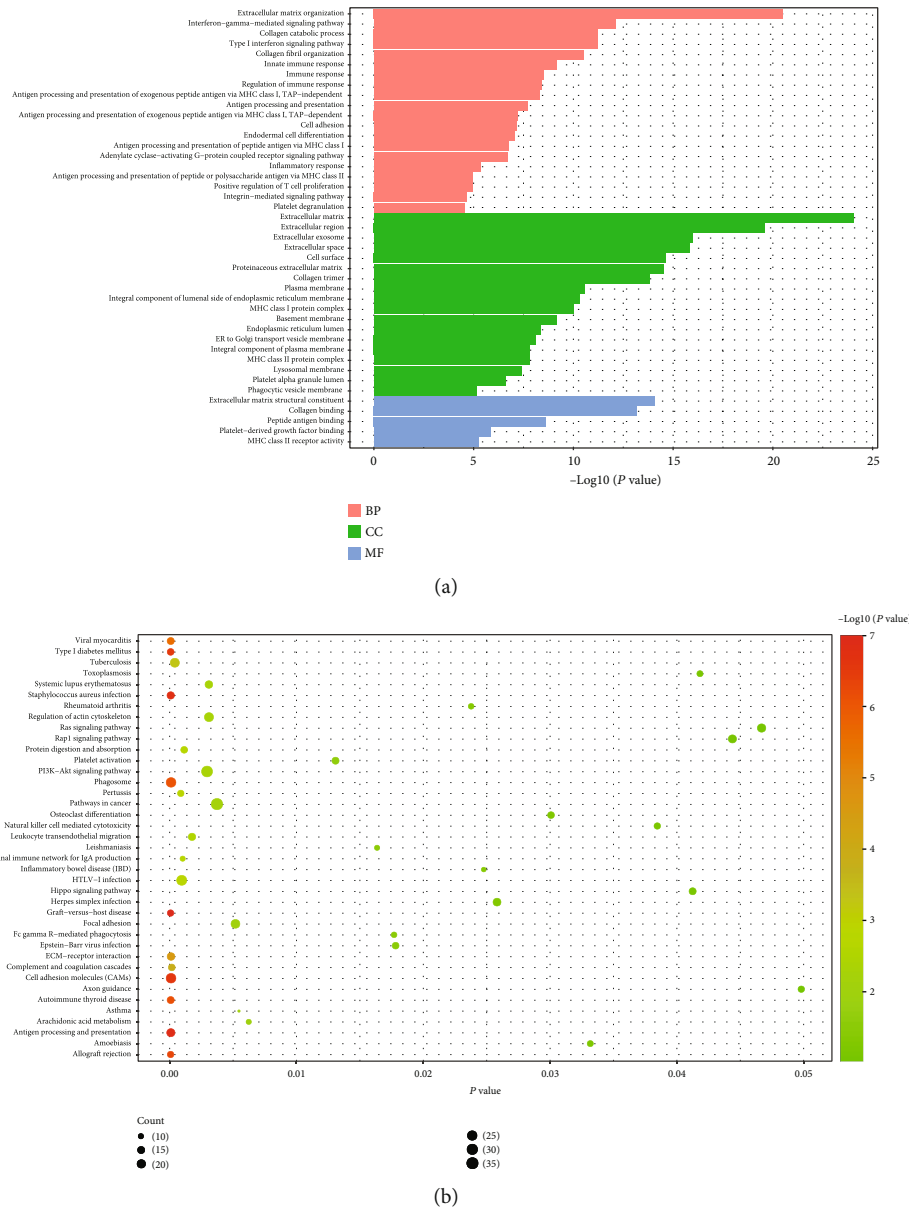 Extracellular matrix organization
Interferon−gamma−mediated signaling pathway
Collagen catabolic process
Type I interferon signaling pathway
Collagen fibril organization
Innate immune response
Immune response
Regulation of immune response
Antigen processing and presentation of exogenous peptide antigen via MHC class I, TAP−independent
Antigen processing and presentation
Antigen processing and presentation of exogenous peptide antigen via MHC class I, TAP−dependent
Cell adhesion
Endodermal cell differentiation
Antigen processing and presentation of peptide antigen via MHC class I
Adenylate cyclase−activating G−protein coupled receptor signaling pathway
Inflammatory response
Antigen processing and presentation of peptide or polysaccharide antigen via MHC class II
Positive regulation of T cell proliferation
Integrin−mediated signaling pathway
Platelet degranulation
Extracellular matrix
Extracellular region
Extracellular exosome
Extracellular space
Cell surface
Proteinaceous extracellular matrix
Collagen trimer
Plasma membrane
Integral component of lumenal side of endoplasmic reticulum membrane
MHC class I protein complex
Basement membrane
Endoplasmic reticulum lumen
ER to Golgi transport vesicle membrane
Integral component of plasma membrane
MHC class II protein complex
Lysosomal membrane
Platelet alpha granule lumen
Phagocytic vesicle membrane
Extracellular matrix structural constituent
Collagen binding
Peptide antigen binding
Platelet−derived growth factor binding
MHC class II receptor activity
0 5 10 15 20 25
−Log10 (P value)
BP
CC
MF
(a)
−Log10 (P value)
Viral myocarditis
Type I diabetes mellitus
Tuberculosis
Toxoplasmosis
Systemic lupus erythematosus
Staphylococcus aureus infection
Rheumatoid arthritis
Regulation of actin cytoskeleton
Ras signaling pathway
Rap1 signaling pathway
Protein digestion and absorption
Platelet activation
PI3K−Akt signaling pathway
Phagosome
Pertussis
Pathways in cancer
Osteoclast differentiation
Natural killer cell mediated cytotoxicity
Leukocyte transendothelial migration
Leishmaniasis
nal immune network for IgA production
Inflammatory bowel disease (IBD)
HTLV−I infection
Hippo signaling pathway
Herpes simplex infection
Graft−versus−host disease
Focal adhesion
Fc gamma R−mediated phagocytosis
Epstein−Barr virus infection
ECM−receptor interaction
Complement and coagulation cascades
Cell adhesion molecules (CAMs)
Axon guidance
Autoimmune thyroid disease
Asthma
Arachidonic acid metabolism
Antigen processing and presentation
Amoebiasis
Allograft rejection
7
6
5
4
3
2
0.00 0.01 0.02 0.03 0.04 0.05
P value
Count
(10)
(15)
(20)
(25)
(30)
(35)
(b)